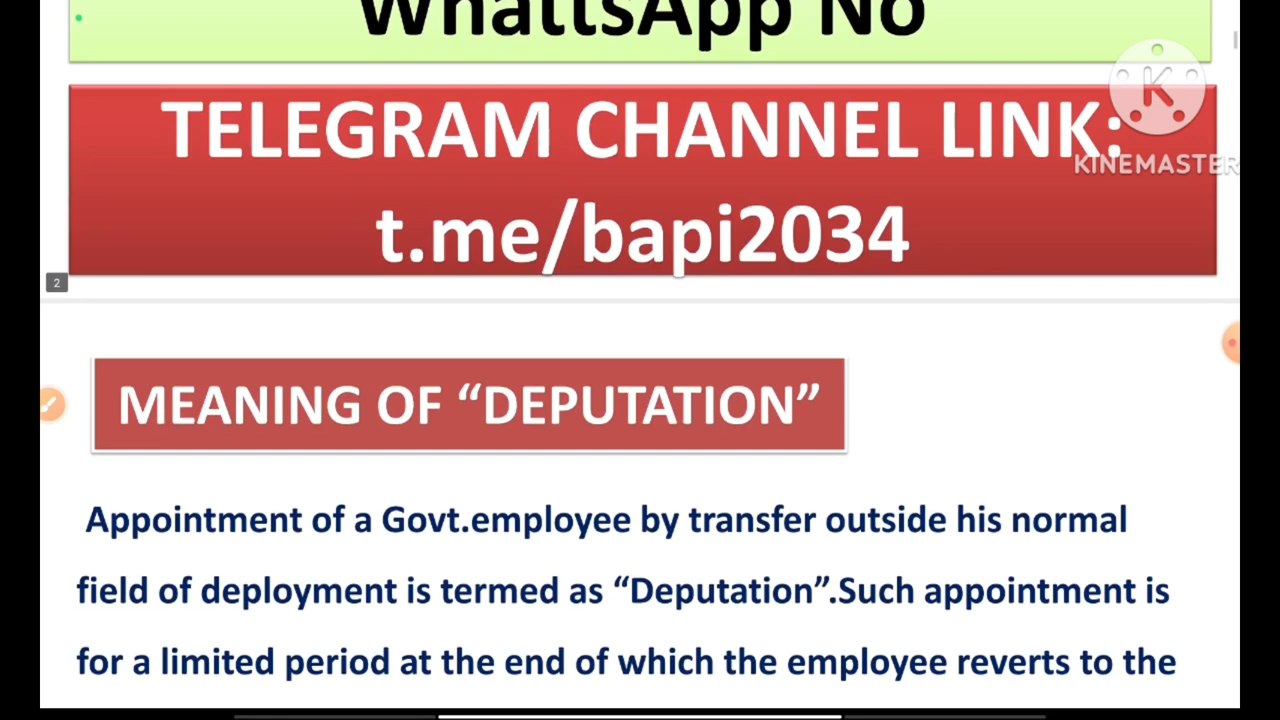 WhattsApp No
TELEGRAM CHANNEL LINK:
t.me/bapi2034
K
KINEMASTER
2
MEANING OF “DEPUTATION”
Appointment of a Govt.employee by transfer outside his normal
field of deployment is termed as “Deputation”.Such appointment is
for a limited period at the end of which the employee reverts to the